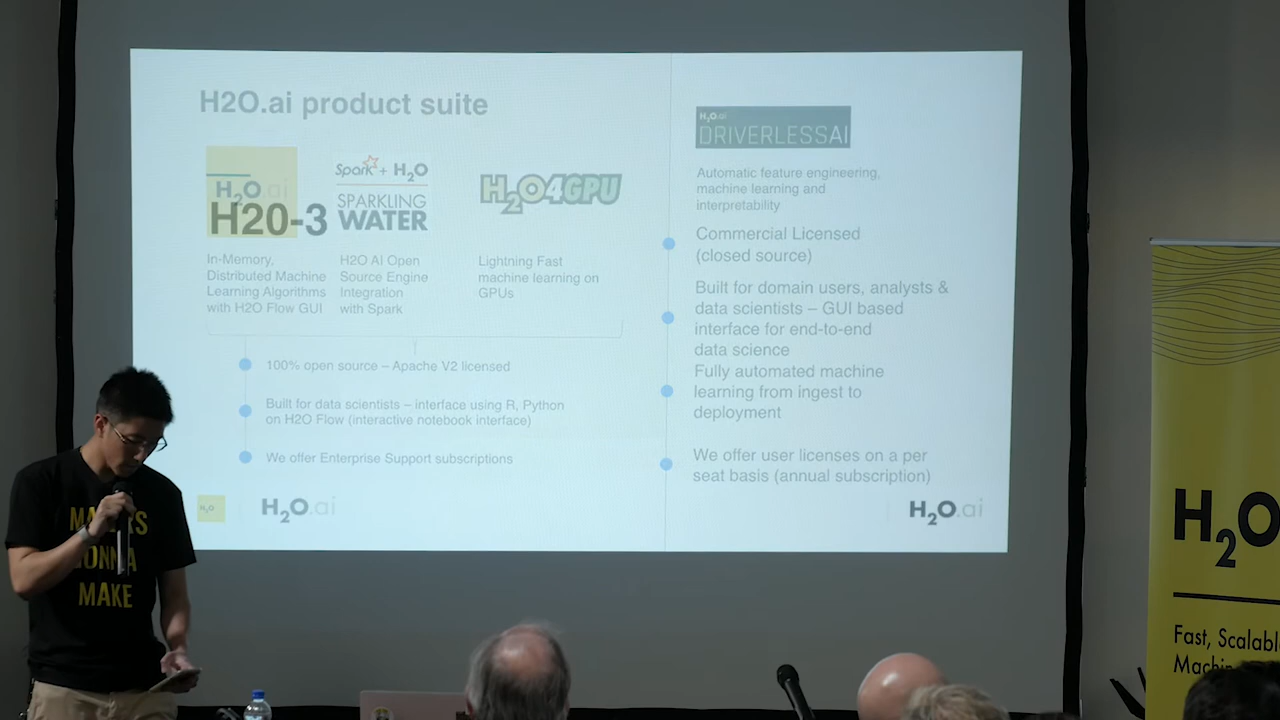 H2O.ai product suite
H2O.ai
H20-3
In-Memory,
Distributed Machine
Learning Algorithms
with H2O Flow GUI
Spark + H2O
SPARKLING
WATER
H2O AI Open
Source Engine
Integration
with Spark
H2O4GPU
Lightning Fast
machine learning on
GPUs
100% open source – Apache V2 licensed
Built for data scientists – interface using R, Python
on H2O Flow (interactive notebook interface)
We offer Enterprise Support subscriptions
H2O
H2O.ai
H2O.ai
DRIVERLESSAI
Automatic feature engineering,
machine learning and
interpretability
Commercial Licensed
(closed source)
Built for domain users, analysts &
data scientists – GUI based
interface for end-to-end
data science
Fully automated machine
learning from ingest to
deployment
We offer user licenses on a per
seat basis (annual subscription)
H2O.ai
MAKERS
GONNA
MAKE
H2O
Fast, Scalabl
Machin